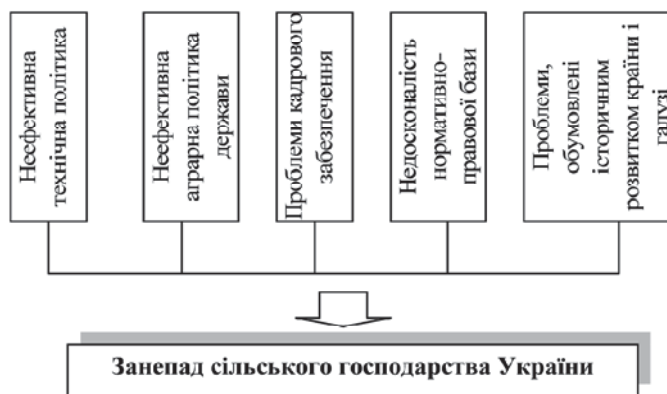 Неефективна
технічна політика
Неефективна
аграрна політика
держави
Проблеми кадрового
забезпечення
Недосконалість
нормативно-
правової бази
Проблеми,
обумовлені
історичним
розвитком країни і
галузі
Занепад сільського господарства України